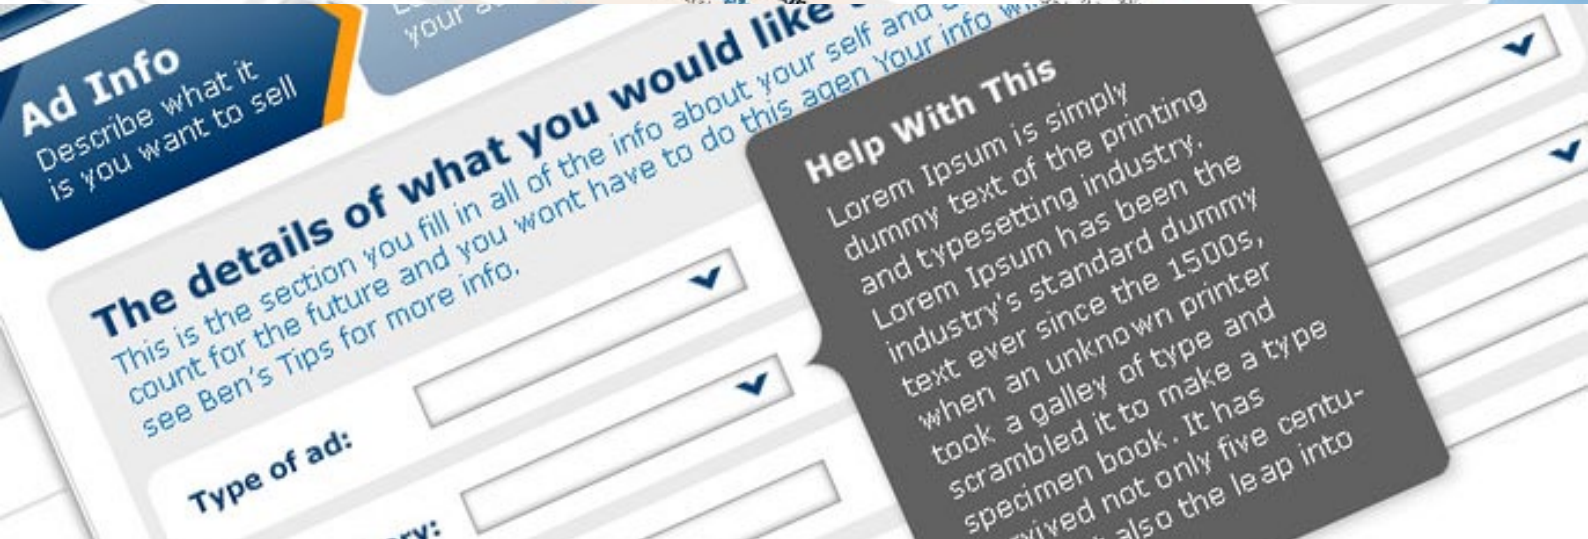 Ad Info
Describe what it
is you want to sell
your
The details of what you would like
This is the section you fill in all of the info about your self and
count for the future and you wont have to do this agen Your info
see Ben's Tips for more info.
Type of ad:
Help With This
Lorem Ipsum is simply
dummy text of the printing
and typesetting industry.
Lorem Ipsum has been the
industry's standard dummy
text ever since the 1500s,
when an unknown printer
took a galley of type and
scrambled it to make a type
specimen book. It has
not only five centu-
also the leap into